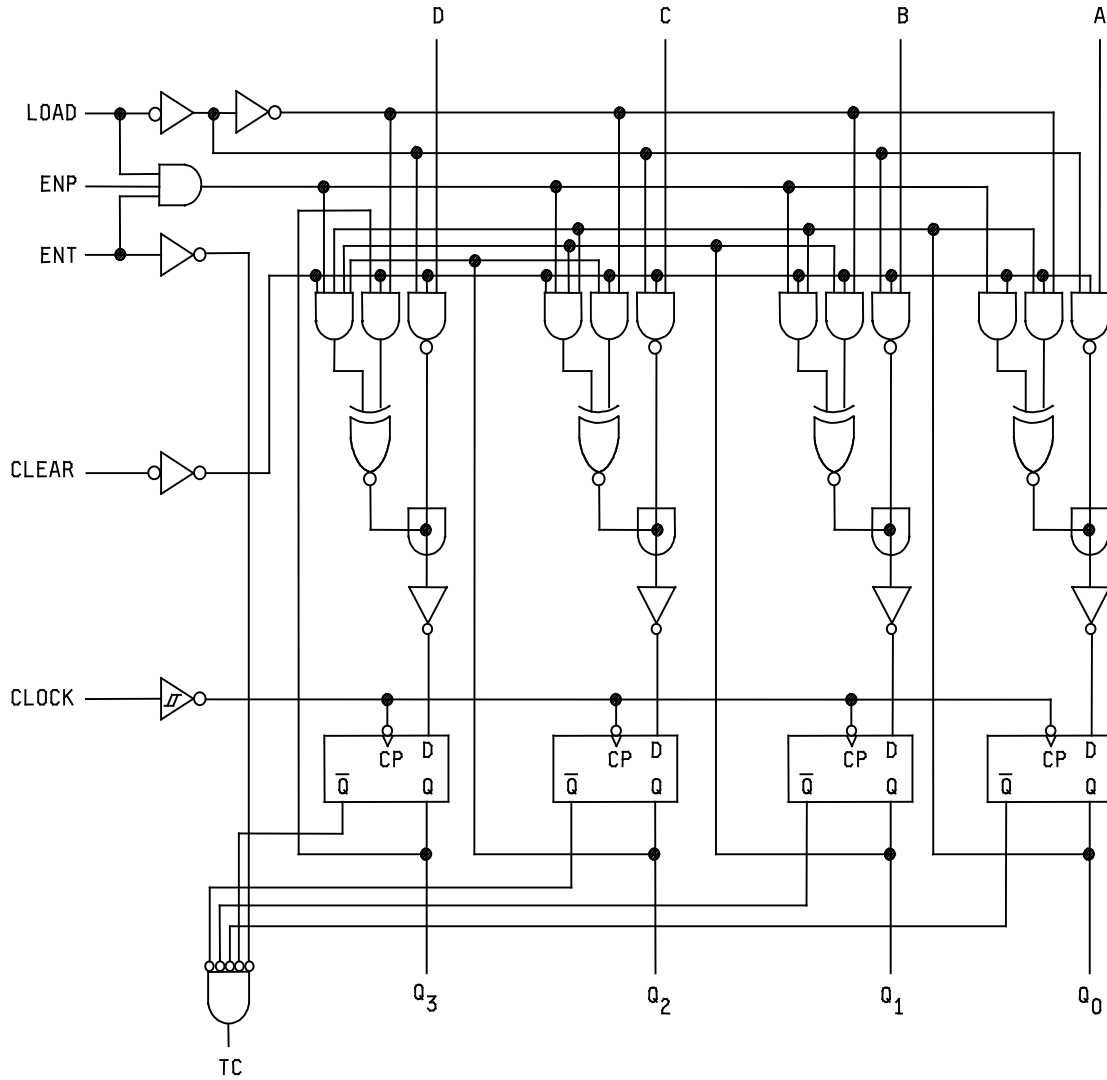 D C B A
LOAD
ENP
ENT
CLEAR
CLOCK
CP D CP D CP D CP D
Q̅ Q Q̅ Q Q̅ Q Q̅ Q
Q3 Q2 Q1 Q0
TC